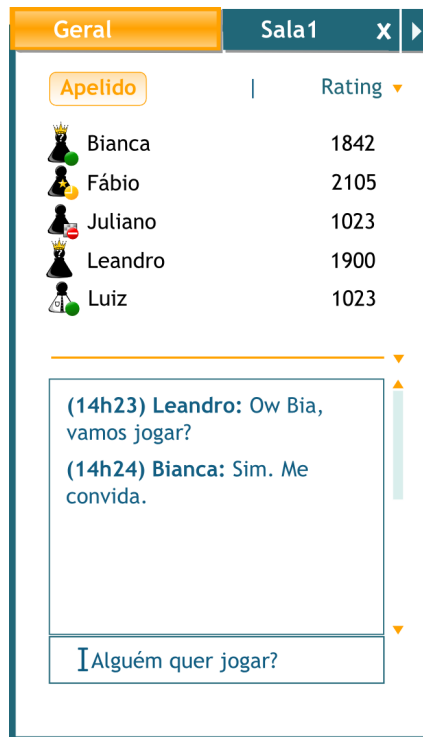 Geral Sala1 x
Apelido | Rating
Bianca 1842
Fábio 2105
Juliano 1023
Leandro 1900
Luiz 1023
(14h23) Leandro: Ow Bia,
vamos jogar?
(14h24) Bianca: Sim. Me
convida.
Alguém quer jogar?